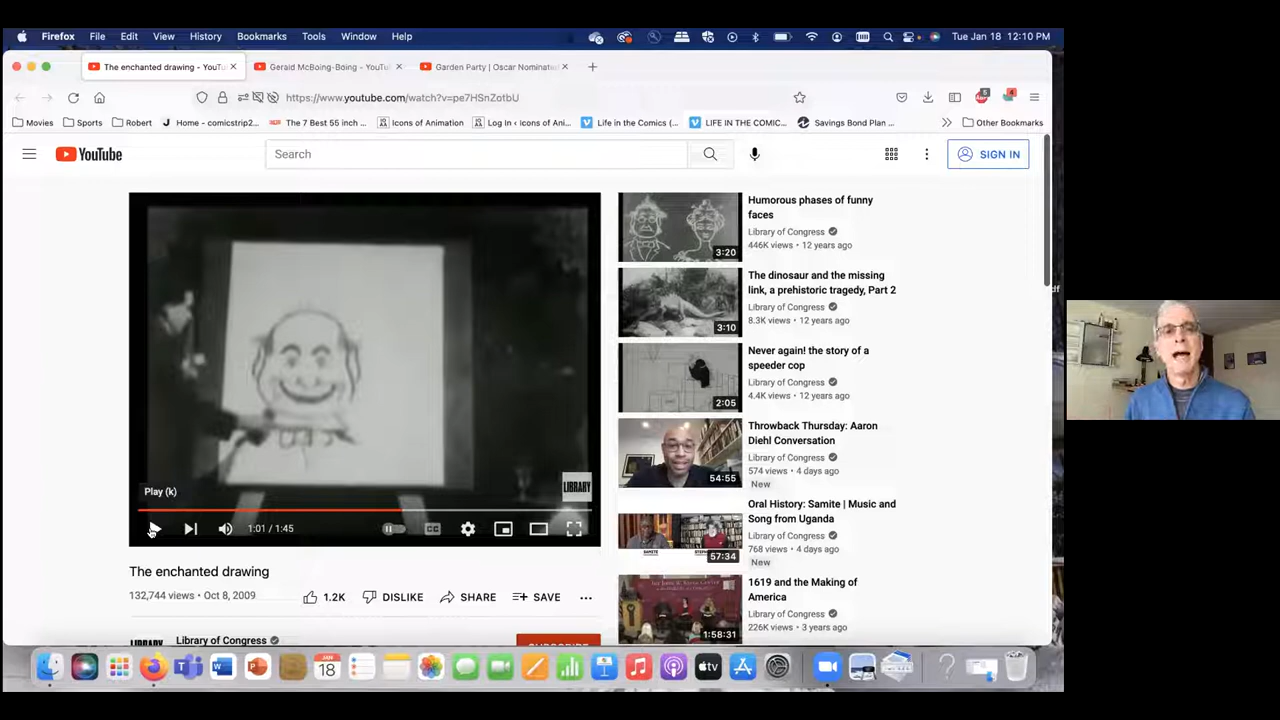 Firefox File Edit View History Bookmarks Tools Window Help Tue Jan 18 12:10 PM
The enchanted drawing - YouTu Gerald McBoing-Boing - YouTu Garden Party | Oscar Nominati
https://www.youtube.com/watch?v=pe7HSnZotbU
Movies Sports Robert Home - comicstrip2... The 7 Best 55 inch ... Icons of Animation Log In ‹ Icons of Ani... Life in the Comics (... LIFE IN THE COMIC... Savings Bond Plan ... Other Bookmarks
YouTube Search SIGN IN
Humorous phases of funny
faces
Library of Congress
446K views • 12 years ago
3:20
The dinosaur and the missing
link, a prehistoric tragedy, Part 2
Library of Congress
8.3K views • 12 years ago
3:10
Never again! the story of a
speeder cop
Library of Congress
4.4K views • 12 years ago
2:05
Throwback Thursday: Aaron
Diehl Conversation
Library of Congress
574 views • 4 days ago
54:55
New
Oral History: Samite | Music and
Song from Uganda
Library of Congress
768 views • 4 days ago
57:34
New
1619 and the Making of
America
Library of Congress
226K views • 3 years ago
1:58:31
LIBRARY
Play (k)
1:01 / 1:45
The enchanted drawing
132,744 views • Oct 8, 2009 1.2K DISLIKE SHARE SAVE
LIBRARY Library of Congress SUBSCRIBE
df
JAN
18